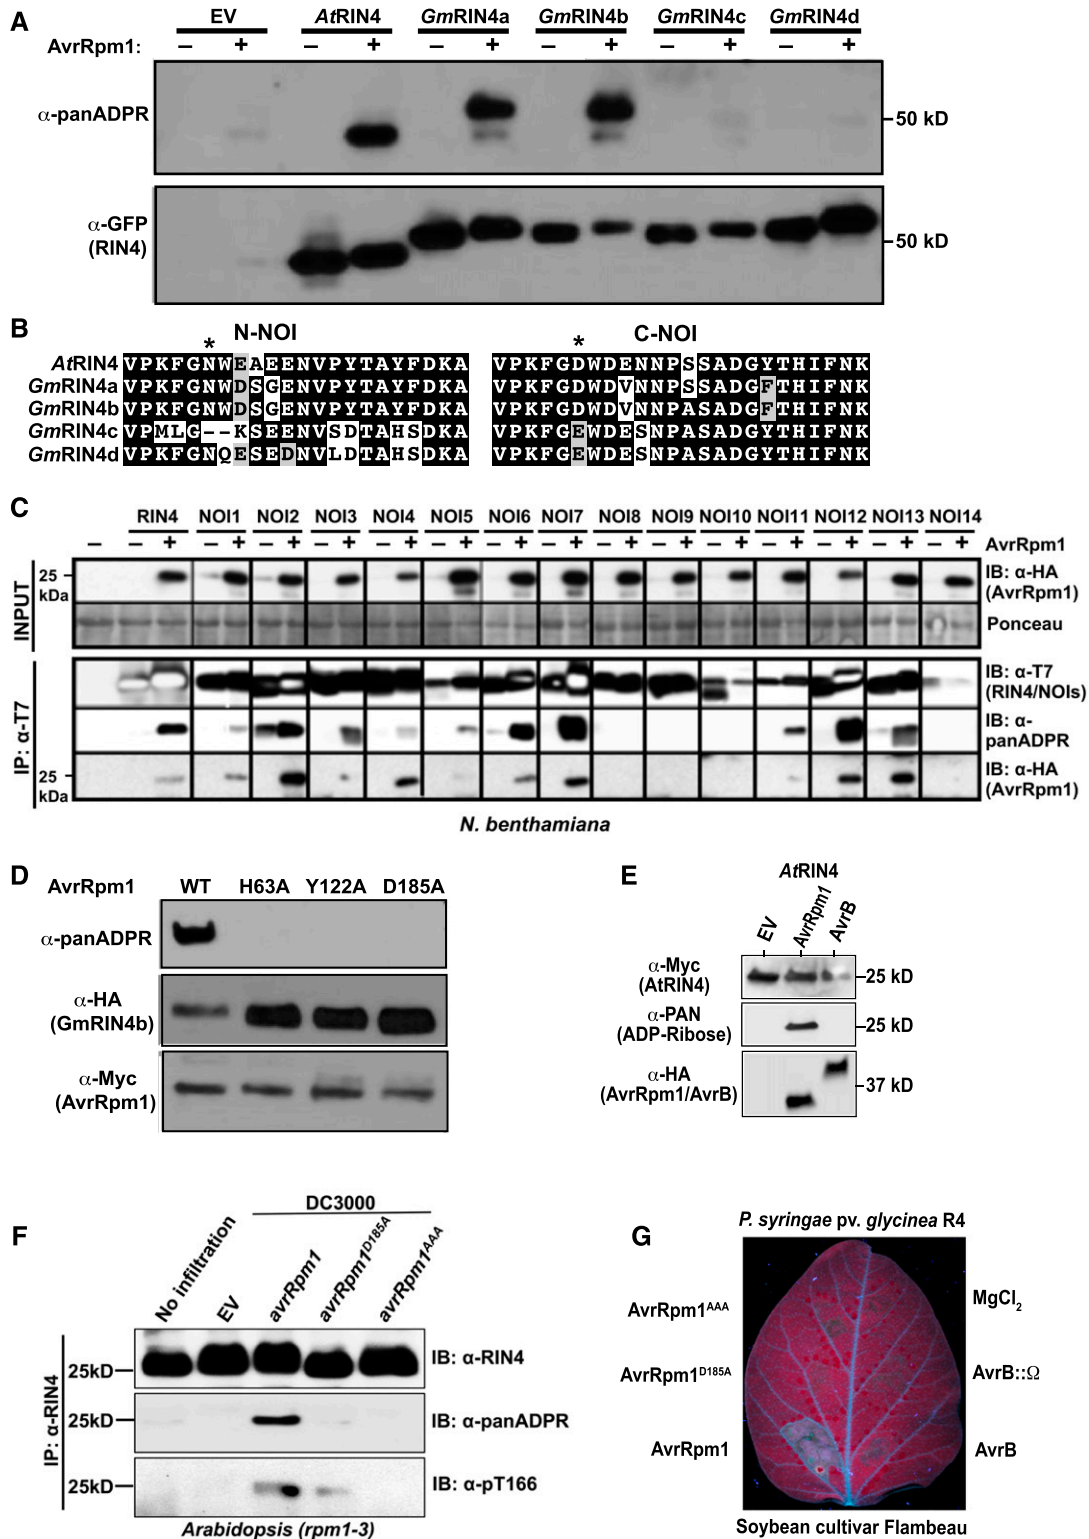 A
EV AtRIN4 GmRIN4a GmRIN4b GmRIN4c GmRIN4d
AvrRpm1: – + – + – + – + – + – +
α-panADPR
50 kD
α-GFP
(RIN4)
50 kD
B
* N-NOI * C-NOI
AtRIN4 VPKFGNWEAEENVPYTAYFDKA VPKFGDWDENNPSSADGYTHIFNK
GmRIN4a VPKFGNWDSGENVPYTAYFDKA VPKFGDWDVNNPSSADGFTHIFNK
GmRIN4b VPKFGNWDSGENVPYTAYFDKA VPKFGDWDVNNPASADGFTHIFNK
GmRIN4c VPMLG--KSEENVSDTAHSDKA VPKFGEWDESNPASADGYTHIFNK
GmRIN4d VPKFGNQESEDNVLDTAHSDKA VPKFGEWDESNPASADGYTHIFNK
C
RIN4 NOI1 NOI2 NOI3 NOI4 NOI5 NOI6 NOI7 NOI8 NOI9 NOI10 NOI11 NOI12 NOI13 NOI14
– – + – + – + – + – + – + – + – + – + – + – + – + – + – + – + AvrRpm1
INPUT
25
kDa
IB: α-HA
(AvrRpm1)
Ponceau
IP: α-T7
IB: α-T7
(RIN4/NOIs)
IB: α-
panADPR
25
kDa
IB: α-HA
(AvrRpm1)
N. benthamiana
D
AvrRpm1 WT H63A Y122A D185A
α-panADPR
α-HA
(GmRIN4b)
α-Myc
(AvrRpm1)
E
AtRIN4
EV AvrRpm1 AvrB
α-Myc
(AtRIN4)
25 kD
α-PAN
(ADP-Ribose)
25 kD
α-HA
(AvrRpm1/AvrB)
37 kD
F
DC3000
No infiltration EV avrRpm1 avrRpm1D185A avrRpm1AAA
IP: α-RIN4
25kD IB: α-RIN4
25kD IB: α-panADPR
25kD IB: α-pT166
Arabidopsis (rpm1-3)
G
P. syringae pv. glycinea R4
AvrRpm1AAA MgCl2
AvrRpm1D185A AvrB::Ω
AvrRpm1 AvrB
Soybean cultivar Flambeau